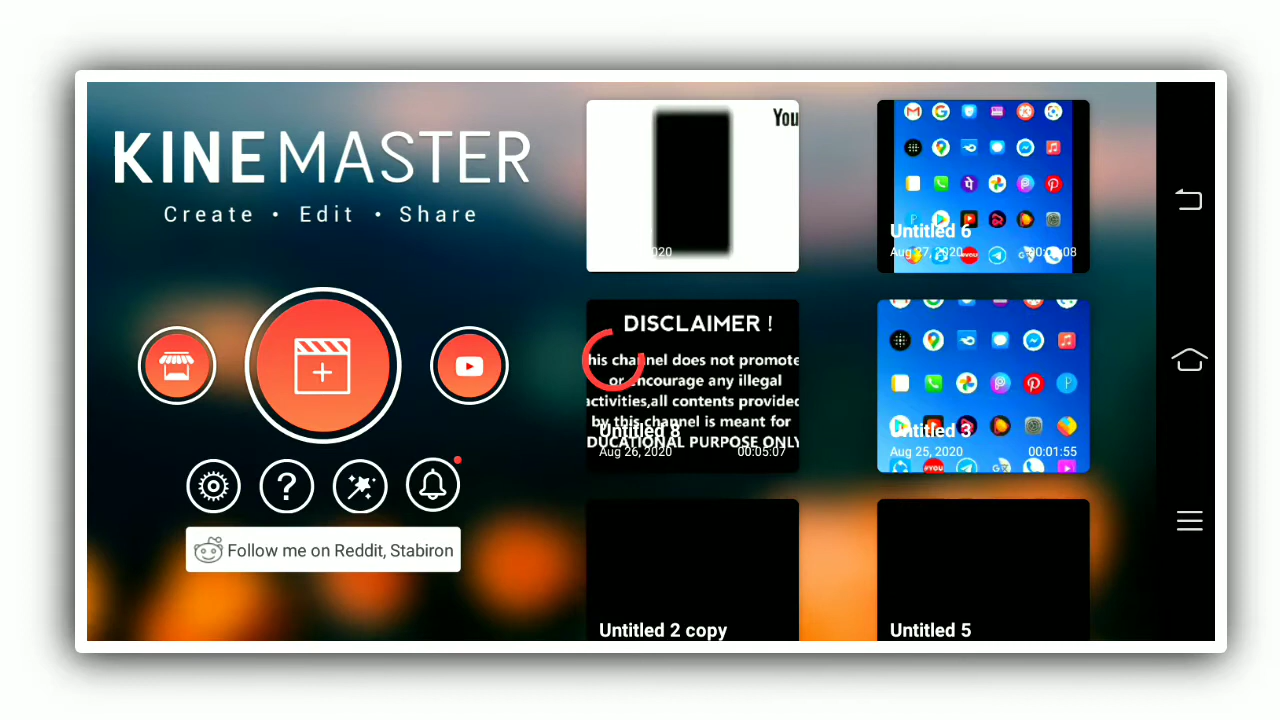 KINEMASTER
Create • Edit • Share
Follow me on Reddit, Stabiron
You
2020
Untitled 6
Aug 27, 2020
DISCLAIMER !
his channel does not promote
or encourage any illegal
activities,all contents provided
by this channel is meant for
DUCATIONAL PURPOSE ONLY
Untitled 8
Aug 26, 2020 00:05:07
Untitled 3
Aug 25, 2020 00:01:55
Untitled 2 copy
Untitled 5